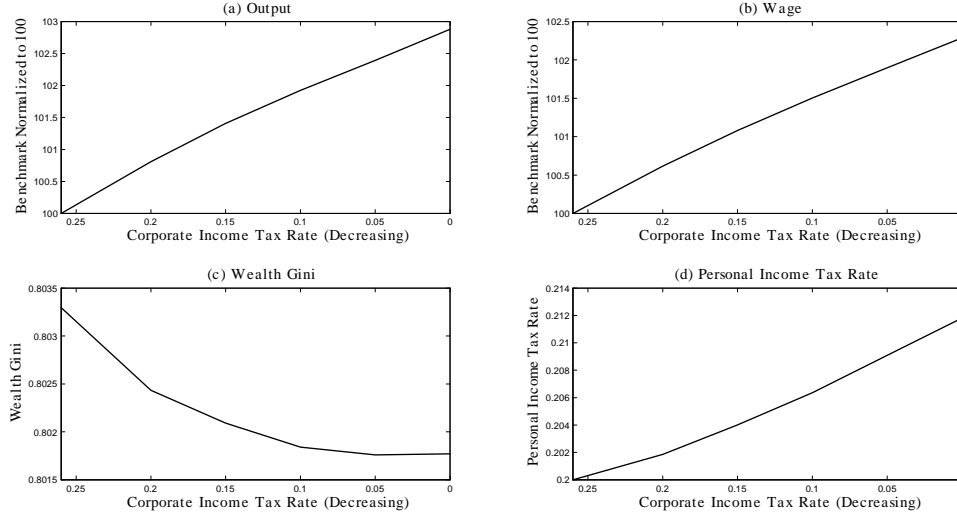 (a) Output
Benchmark Normalized to 100
103
102.5
102
101.5
101
100.5
100
0.25 0.2 0.15 0.1 0.05 0
Corporate Income Tax Rate (Decreasing)
(b) Wage
Benchmark Normalized to 100
102.5
102
101.5
101
100.5
100
0.25 0.2 0.15 0.1 0.05
Corporate Income Tax Rate (Decreasing)
(c) Wealth Gini
Wealth Gini
0.8035
0.803
0.8025
0.802
0.8015
0.25 0.2 0.15 0.1 0.05 0
Corporate Income Tax Rate (Decreasing)
(d) Personal Income Tax Rate
Personal Income Tax Rate
0.214
0.212
0.21
0.208
0.206
0.204
0.202
0.2
0.25 0.2 0.15 0.1 0.05
Corporate Income Tax Rate (Decreasing)